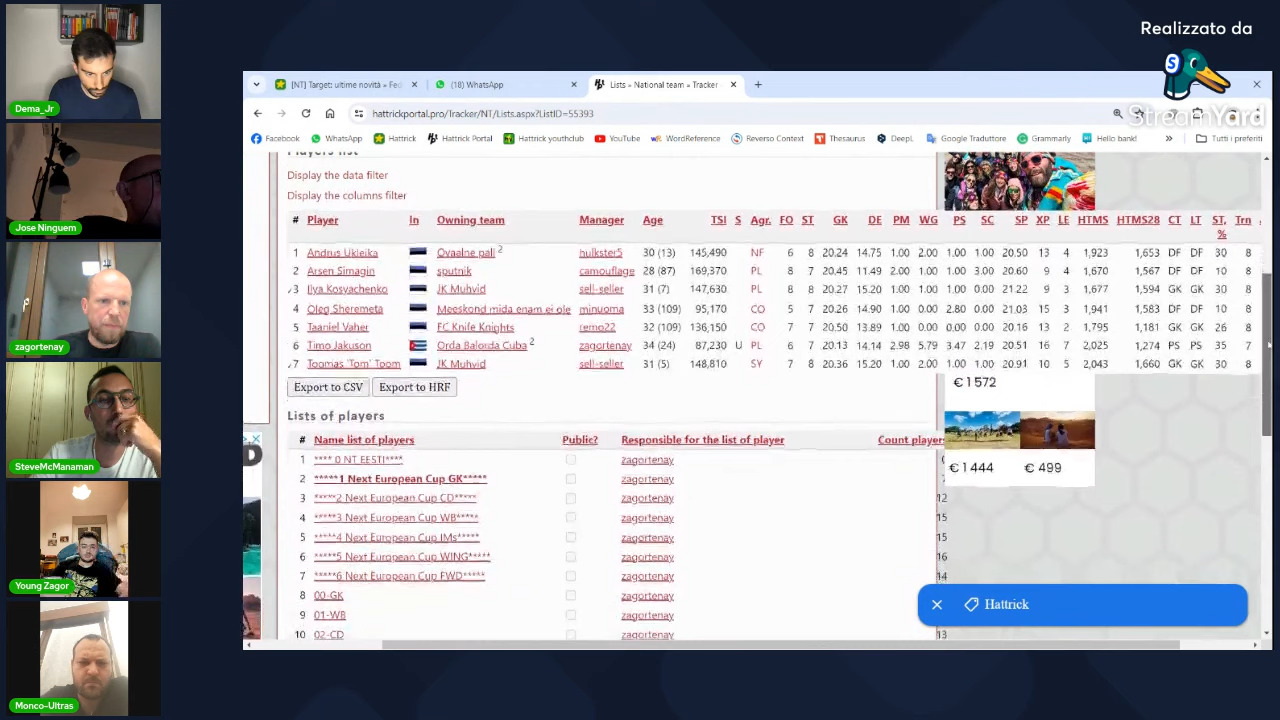 Realizzato da
StreamYard
Dema_Jr
Jose Ninguem
zagortenay
SteveMcManaman
Young Zagor
Monco-Ultras
[NT] Target: ultime novità » Fed
(18) WhatsApp
Lists » National team » Tracker
hattrickportal.pro/Tracker/NT/Lists.aspx?ListID=55393
Facebook WhatsApp Hattrick Hattrick Portal Hattrick youthclub YouTube WordReference Reverso Context Thesaurus DeepL Google Traduttore Grammarly Hello bank! » Tutti i preferiti
Players list
Display the data filter
Display the columns filter
# Player In Owning team Manager Age TSI S Agr. FO ST GK DE PM WG PS SC SP XP LE HTMS HTMS28 CT LT ST, % Trn
1 Andrus Ukleika Ovaalne pall 2 hulkster5 30 (13) 145,490 NF 6 8 20.24 14.75 1.00 2.00 1.00 1.00 20.50 13 4 1,923 1,653 DF DF 30 8
2 Arsen Simagin sputnik camouflage 28 (87) 169,370 PL 8 7 20.45 11.49 2.00 1.00 1.00 3.00 20.60 9 4 1,670 1,567 DF DF 10 8
3 Ilya Kosyachenko JK Muhvid sell-seller 31 (7) 147,630 PL 8 8 20.27 15.20 1.00 1.00 1.00 0.00 21.22 9 3 1,677 1,594 GK GK 30 8
4 Oleg Sheremeta Meeskond mida enam ei ole minuoma 33 (109) 95,170 CO 5 7 20.26 14.90 1.00 1.00 2.80 0.00 21.03 15 3 1,941 1,583 DF DF 10 8
5 Taaniel Vaher FC Knife Knights remo22 32 (109) 136,150 CO 7 7 20.50 13.89 1.00 1.00 0.00 0.00 20.16 13 2 1,795 1,181 GK GK 26 8
6 Timo Jakuson Orda Balorda Cuba 2 zagortenay 34 (24) 87,230 U SY 6 7 20.13 14.14 2.98 5.79 3.47 2.19 20.51 16 7 2,025 1,274 PS PS 35 7
7 Toomas 'Tom' Toom JK Muhvid sell-seller 31 (5) 148,810 SY 7 8 20.36 15.20 1.00 2.00 1.00 1.00 20.91 10 5 2,043 1,660 GK GK 30 8
Export to CSV Export to HRF
€ 1 572
€ 1 444 € 499
Lists of players
# Name list of players Public? Responsible for the list of player Count players
1 **** 0 NT EESTI**** zagortenay
2 *****1 Next European Cup GK***** zagortenay
3 *****2 Next European Cup CD***** zagortenay 12
4 *****3 Next European Cup WB***** zagortenay 15
5 *****4 Next European Cup IMs***** zagortenay 15
6 *****5 Next European Cup WING***** zagortenay 16
7 *****6 Next European Cup FWD***** zagortenay 14
8 00-GK zagortenay
9 01-WB zagortenay
10 02-CD zagortenay 13
Hattrick